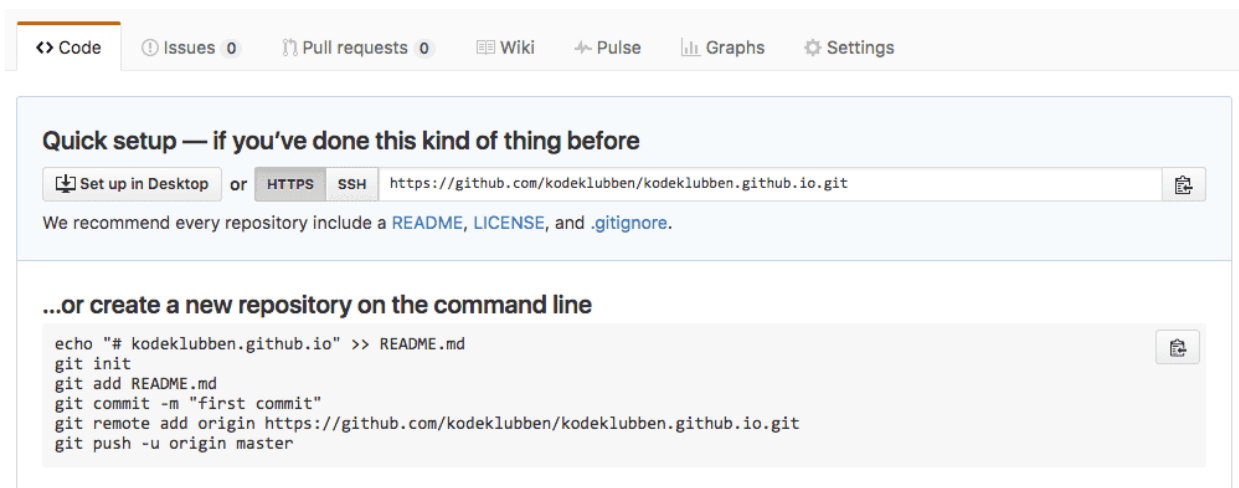 <> Code Issues 0 Pull requests 0 Wiki Pulse Graphs Settings
Quick setup — if you've done this kind of thing before
Set up in Desktop or HTTPS SSH https://github.com/kodeklubben/kodeklubben.github.io.git
We recommend every repository include a README, LICENSE, and .gitignore.
...or create a new repository on the command line
echo "# kodeklubben.github.io" >> README.md
git init
git add README.md
git commit -m "first commit"
git remote add origin https://github.com/kodeklubben/kodeklubben.github.io.git
git push -u origin master